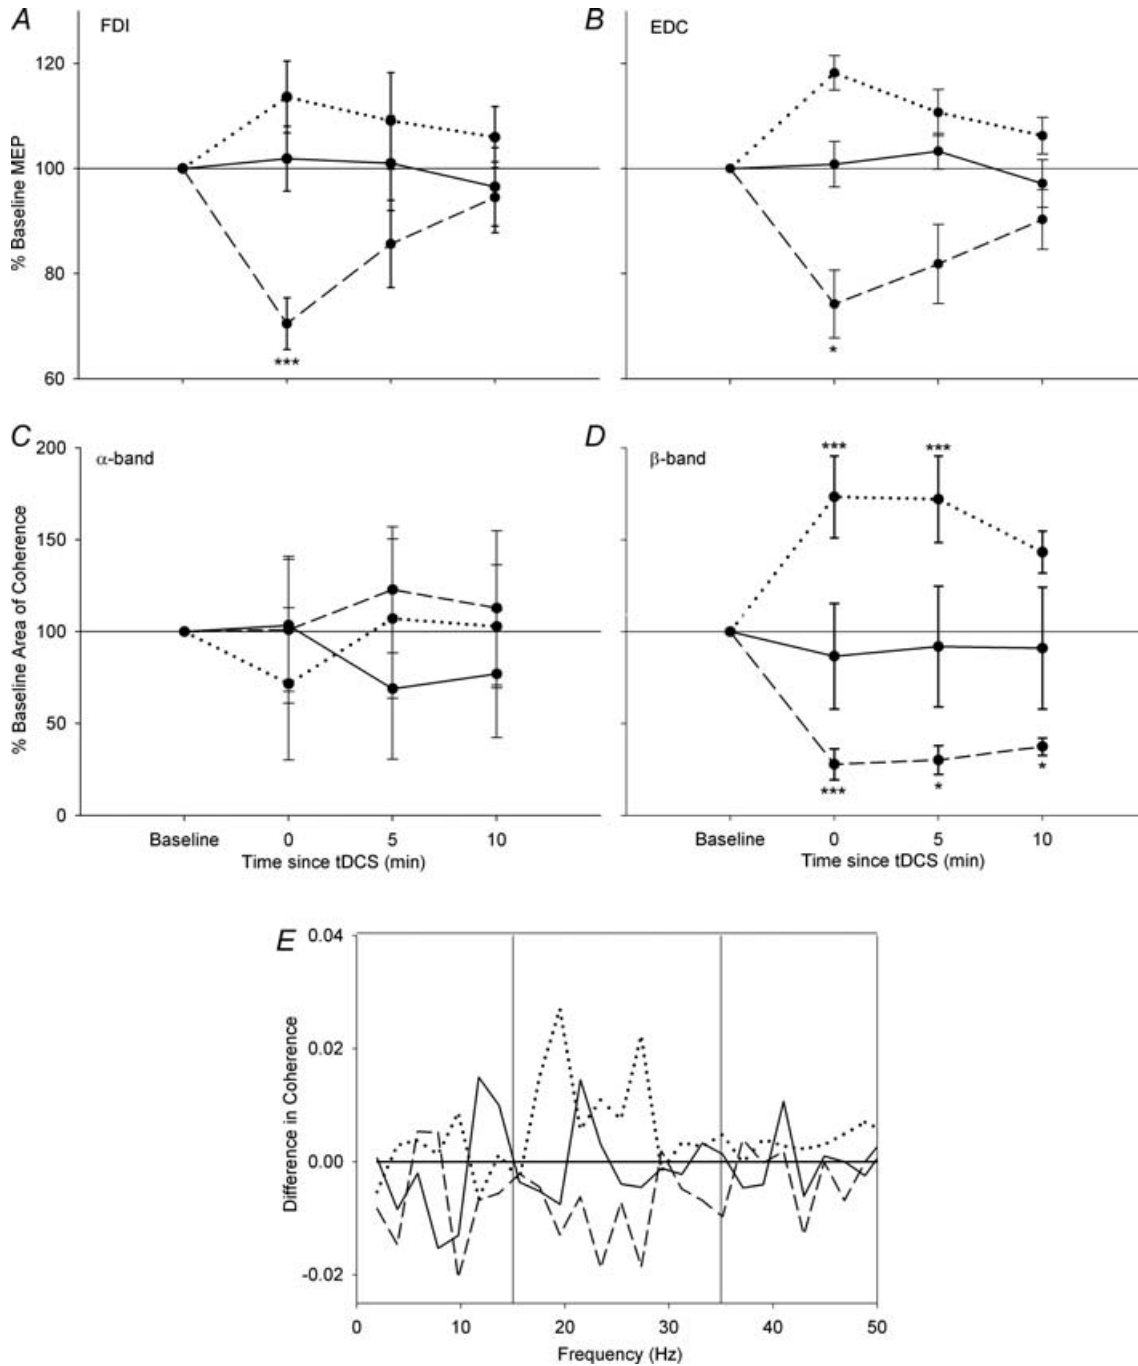 A FDI
B EDC
% Baseline MEP
120
100
80
60
***
*
C α-band
D β-band
% Baseline Area of Coherence
200
150
100
50
0
*** ***
*** * *
Baseline 0 5 10
Time since tDCS (min)
Baseline 0 5 10
Time since tDCS (min)
E
Difference in Coherence
0.04
0.02
0.00
-0.02
0 10 20 30 40 50
Frequency (Hz)